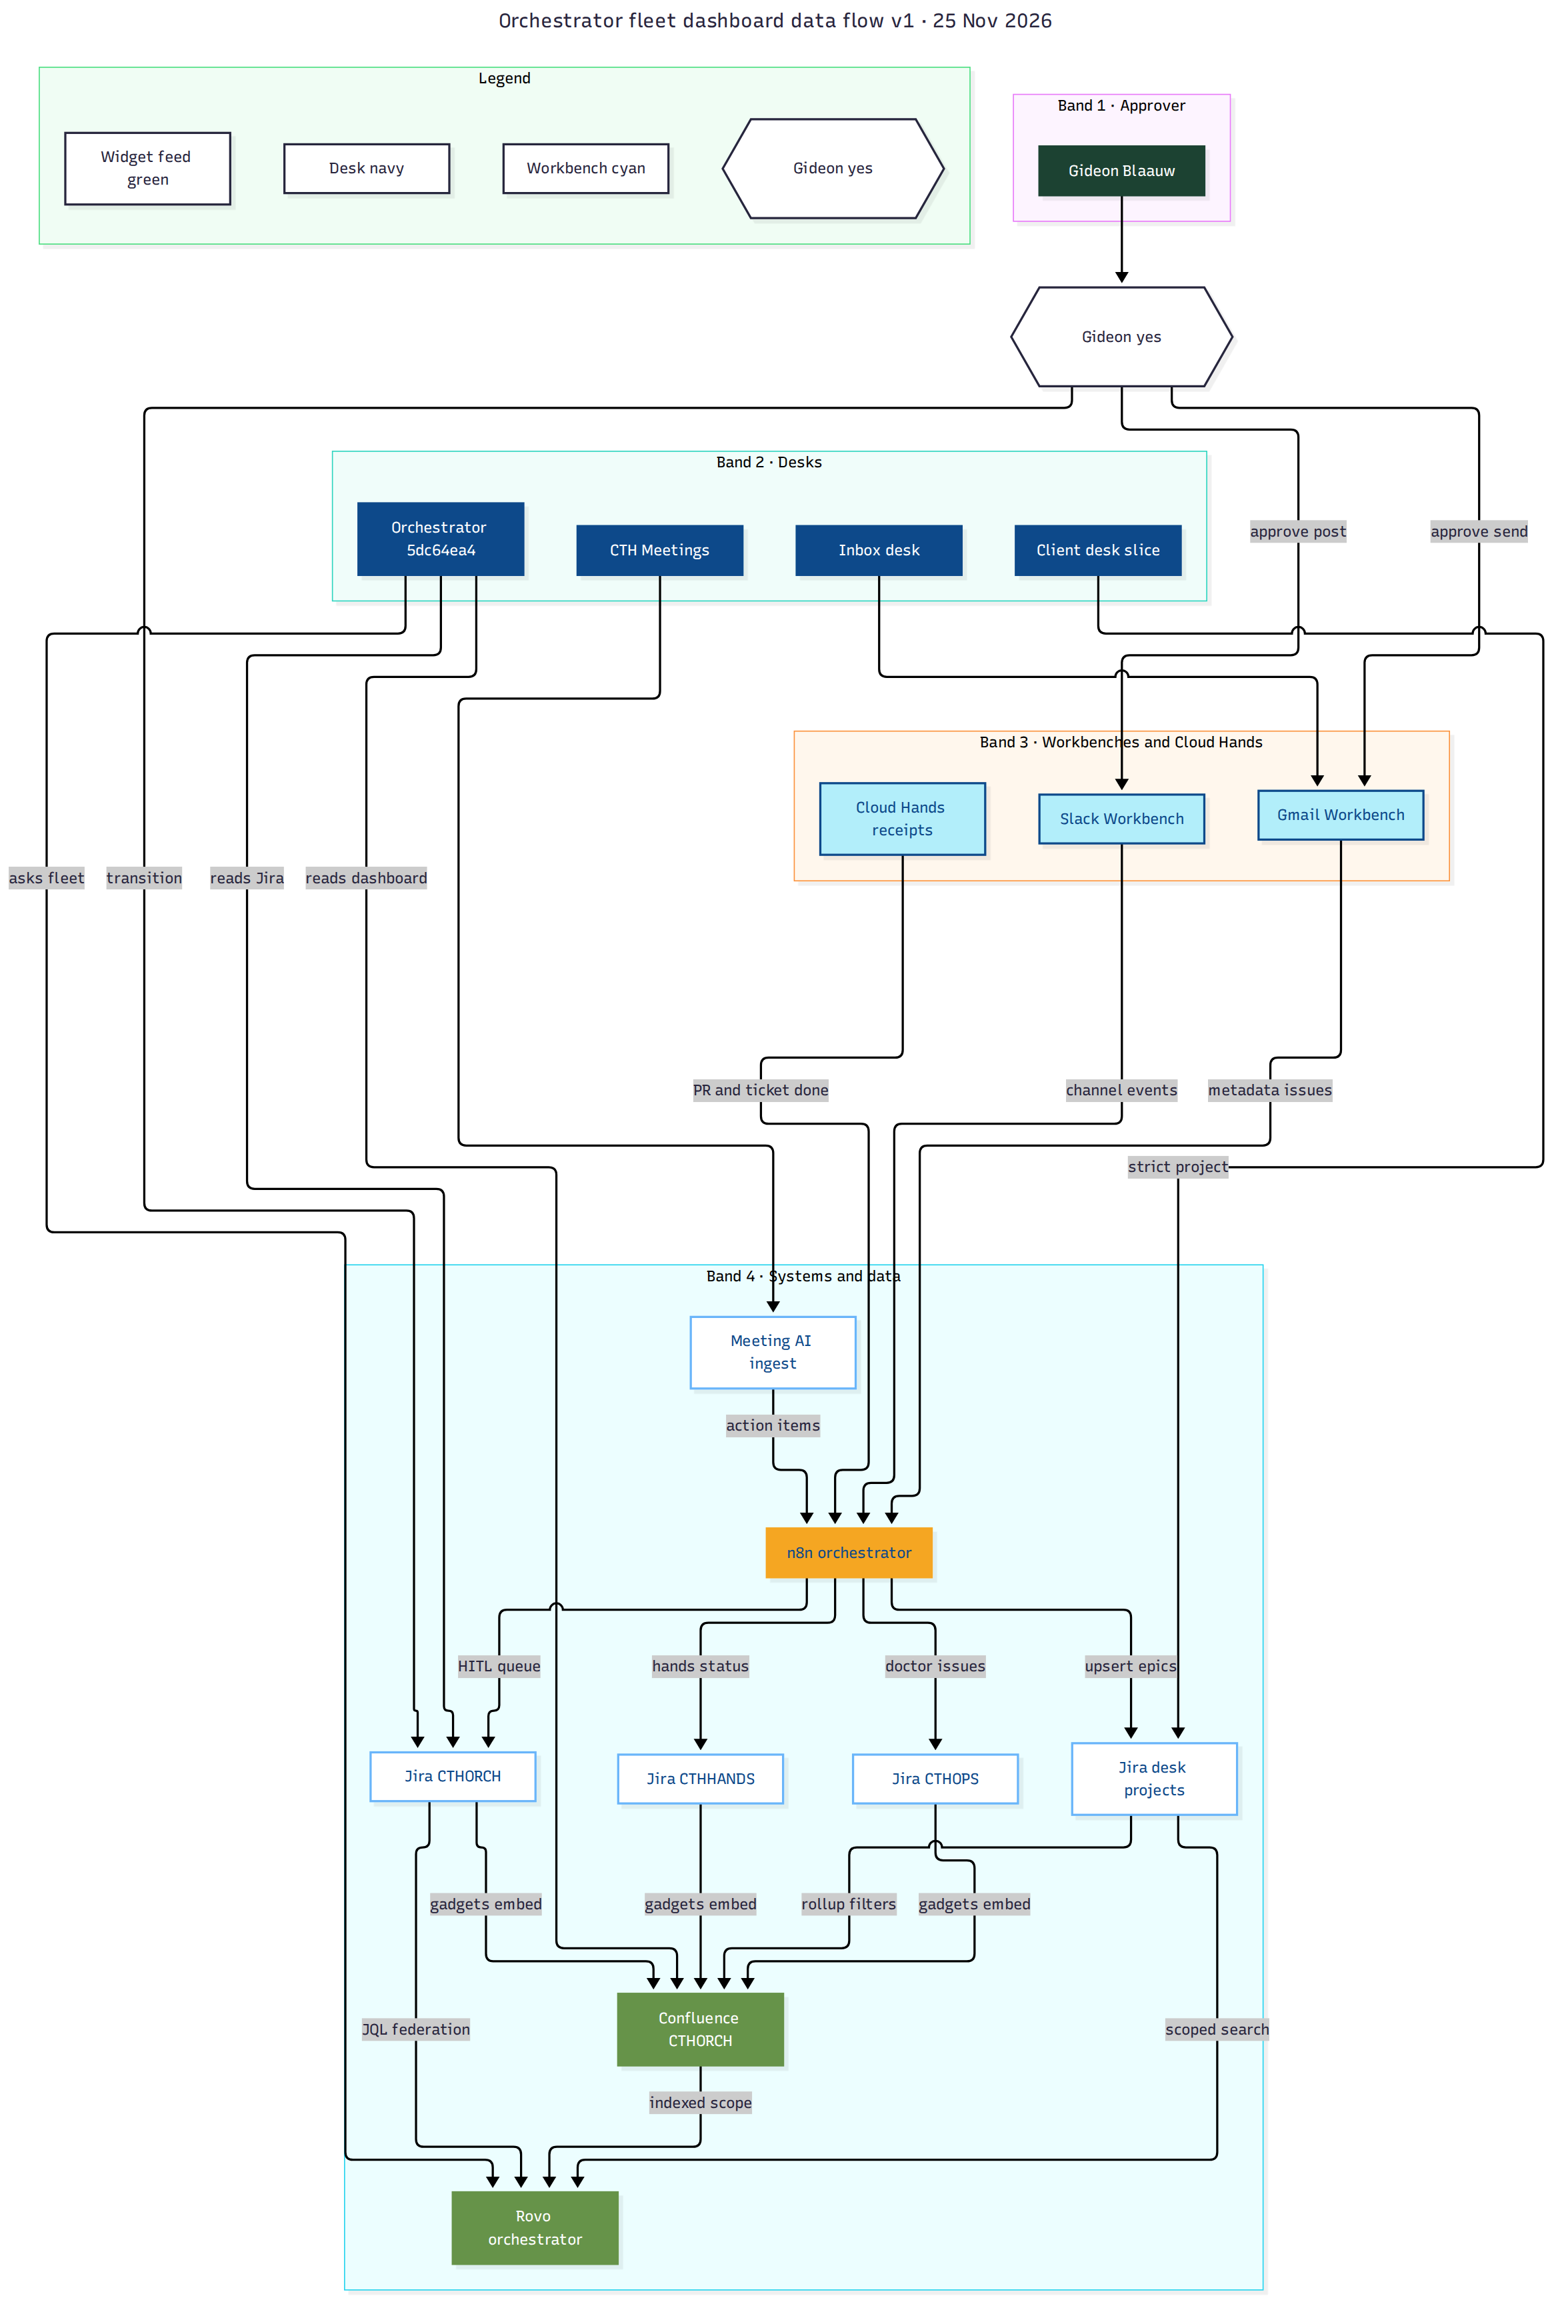 Orchestrator fleet dashboard data flow v1 · 25 Nov 2026
Legend
Widget feed
green
Desk navy
Workbench cyan
Gideon yes
Band 1 · Approver
Gideon Blaauw
Gideon yes
Band 2 · Desks
Orchestrator
5dc64ea4
CTH Meetings
Inbox desk
Client desk slice
approve post
approve send
Band 3 · Workbenches and Cloud Hands
Cloud Hands
receipts
Slack Workbench
Gmail Workbench
asks fleet
transition
reads Jira
reads dashboard
PR and ticket done
channel events
metadata issues
strict project
Band 4 · Systems and data
Meeting AI
ingest
action items
n8n orchestrator
HITL queue
hands status
doctor issues
upsert epics
Jira CTHORCH
Jira CTHHANDS
Jira CTHOPS
Jira desk
projects
gadgets embed
gadgets embed
rollup filters
gadgets embed
Confluence
CTHORCH
JQL federation
scoped search
indexed scope
Rovo
orchestrator